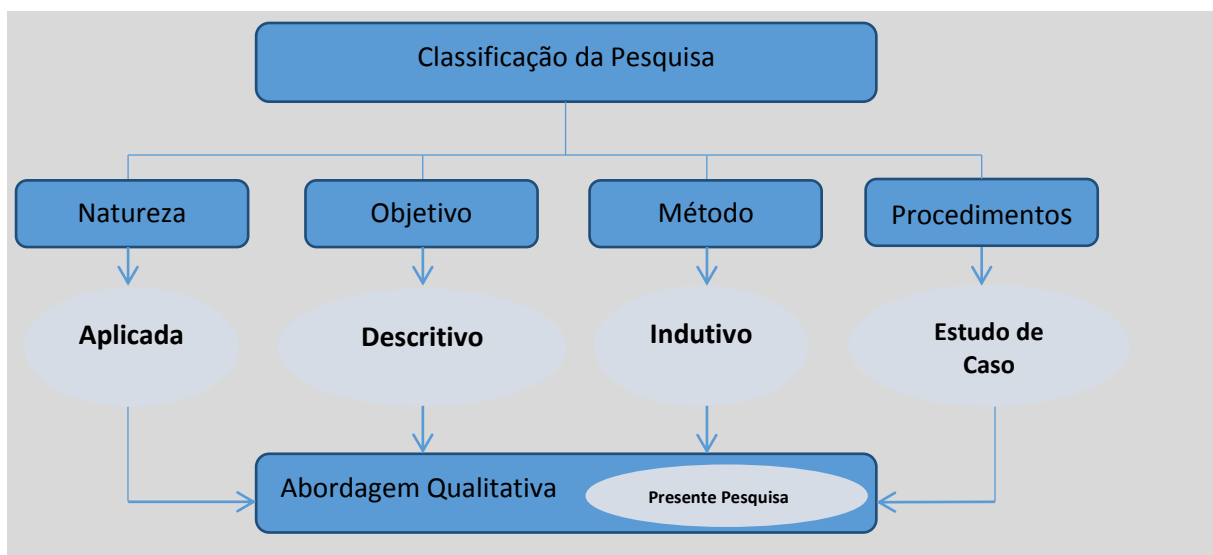 Classificação da Pesquisa
Natureza
Objetivo
Método
Procedimentos
Aplicada
Descritivo
Indutivo
Estudo de
Caso
Abordagem Qualitativa
Presente Pesquisa